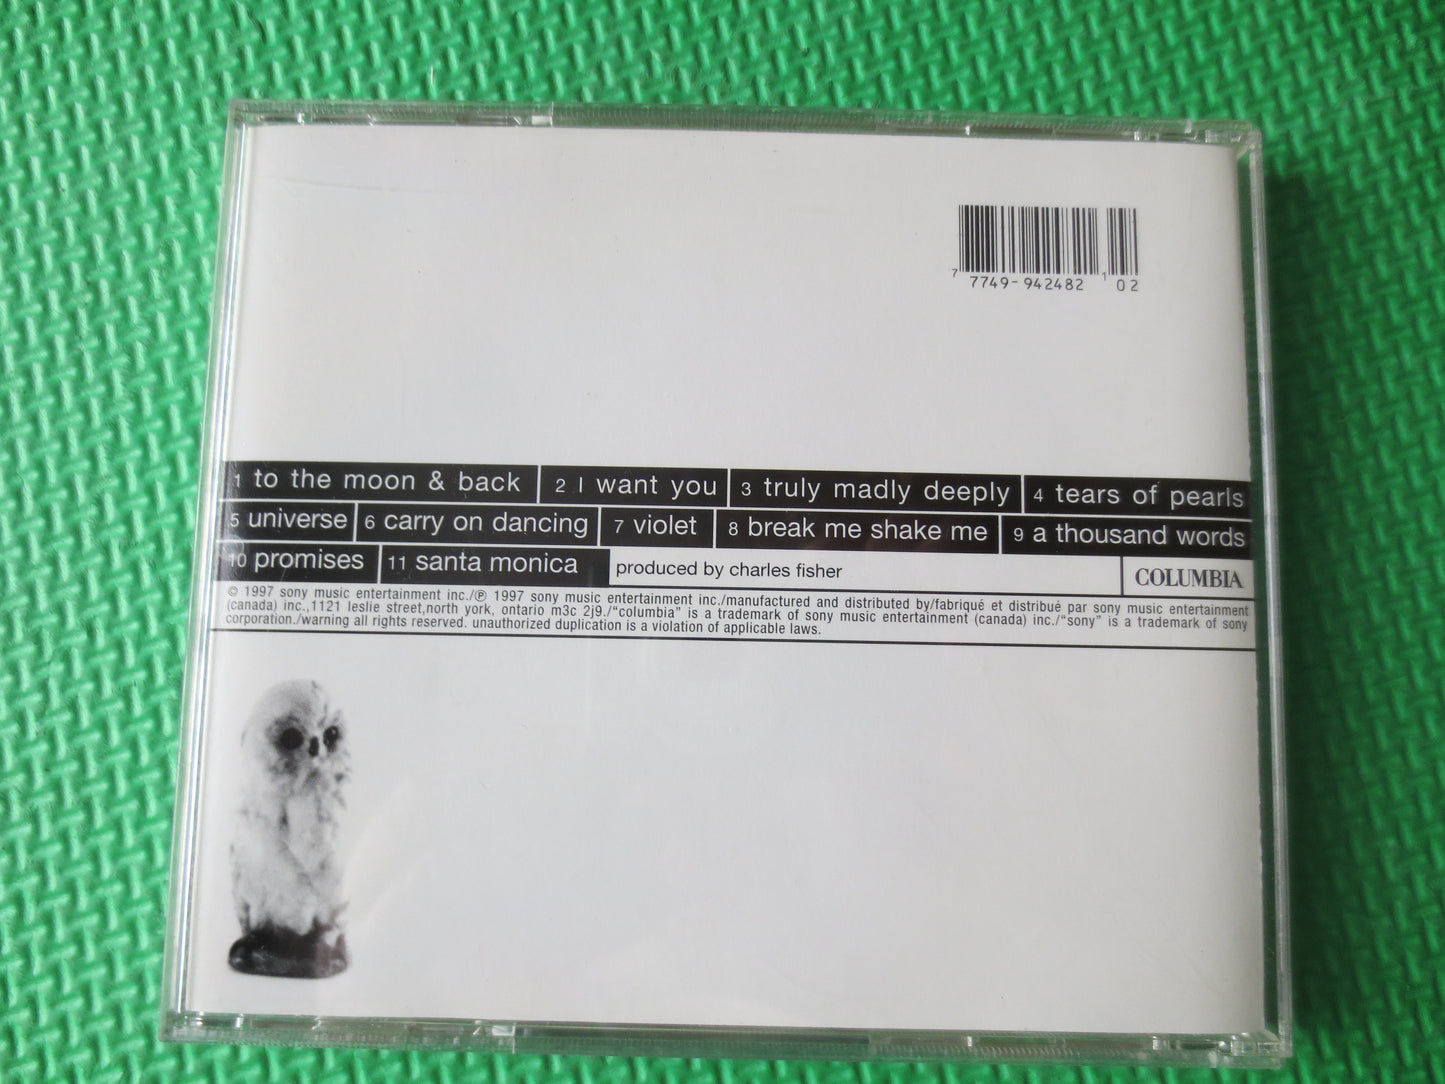 7 7749-942482 1 02
1 to the moon & back 2 I want you 3 truly madly deeply 4 tears of pearls
5 universe 6 carry on dancing 7 violet 8 break me shake me 9 a thousand words
10 promises 11 santa monica produced by charles fisher COLUMBIA
© 1997 sony music entertainment inc./℗ 1997 sony music entertainment inc./manufactured and distributed by/fabriqué et distribué par sony music entertainment
(canada) inc.,1121 leslie street,north york, ontario m3c 2j9./"columbia" is a trademark of sony music entertainment (canada) inc./"sony" is a trademark of sony
corporation./warning all rights reserved. unauthorized duplication is a violation of applicable laws.